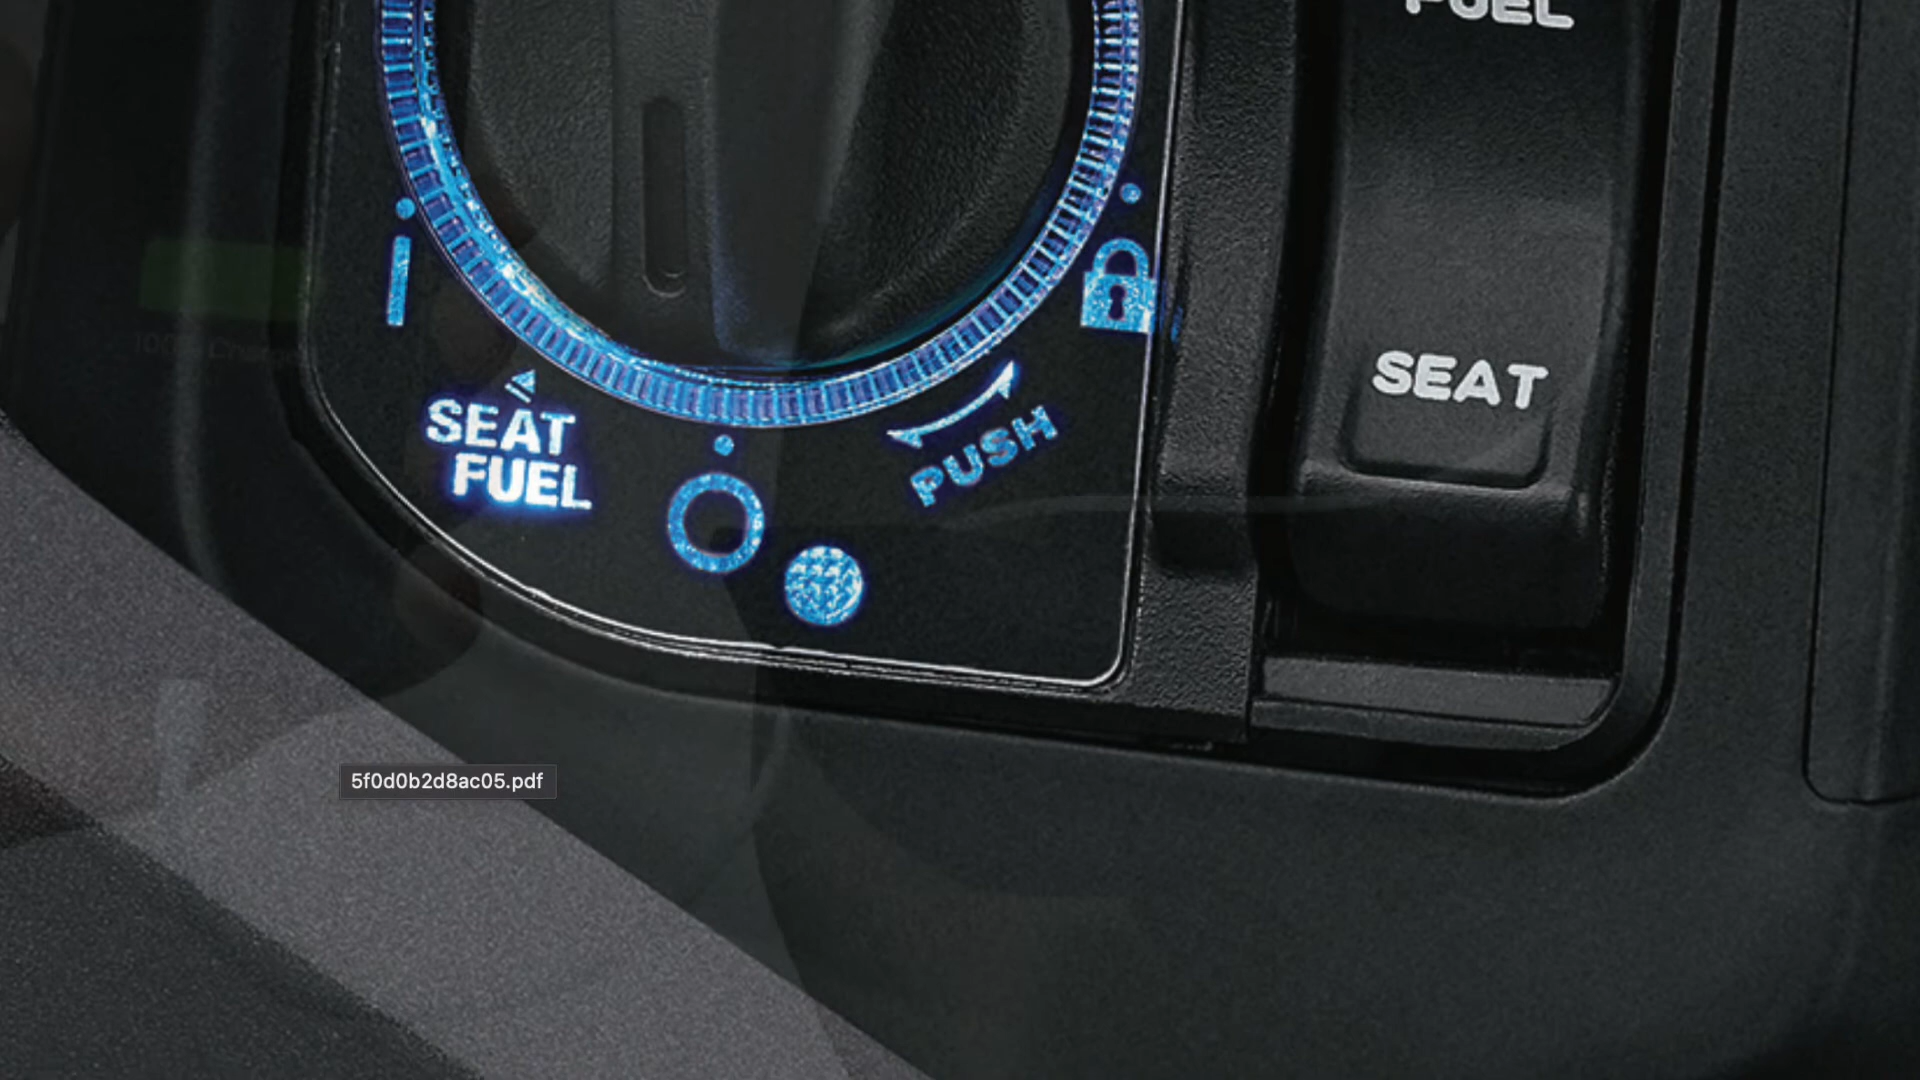 FUEL
SEAT
SEAT
FUEL
PUSH
5f0d0b2d8ac05.pdf